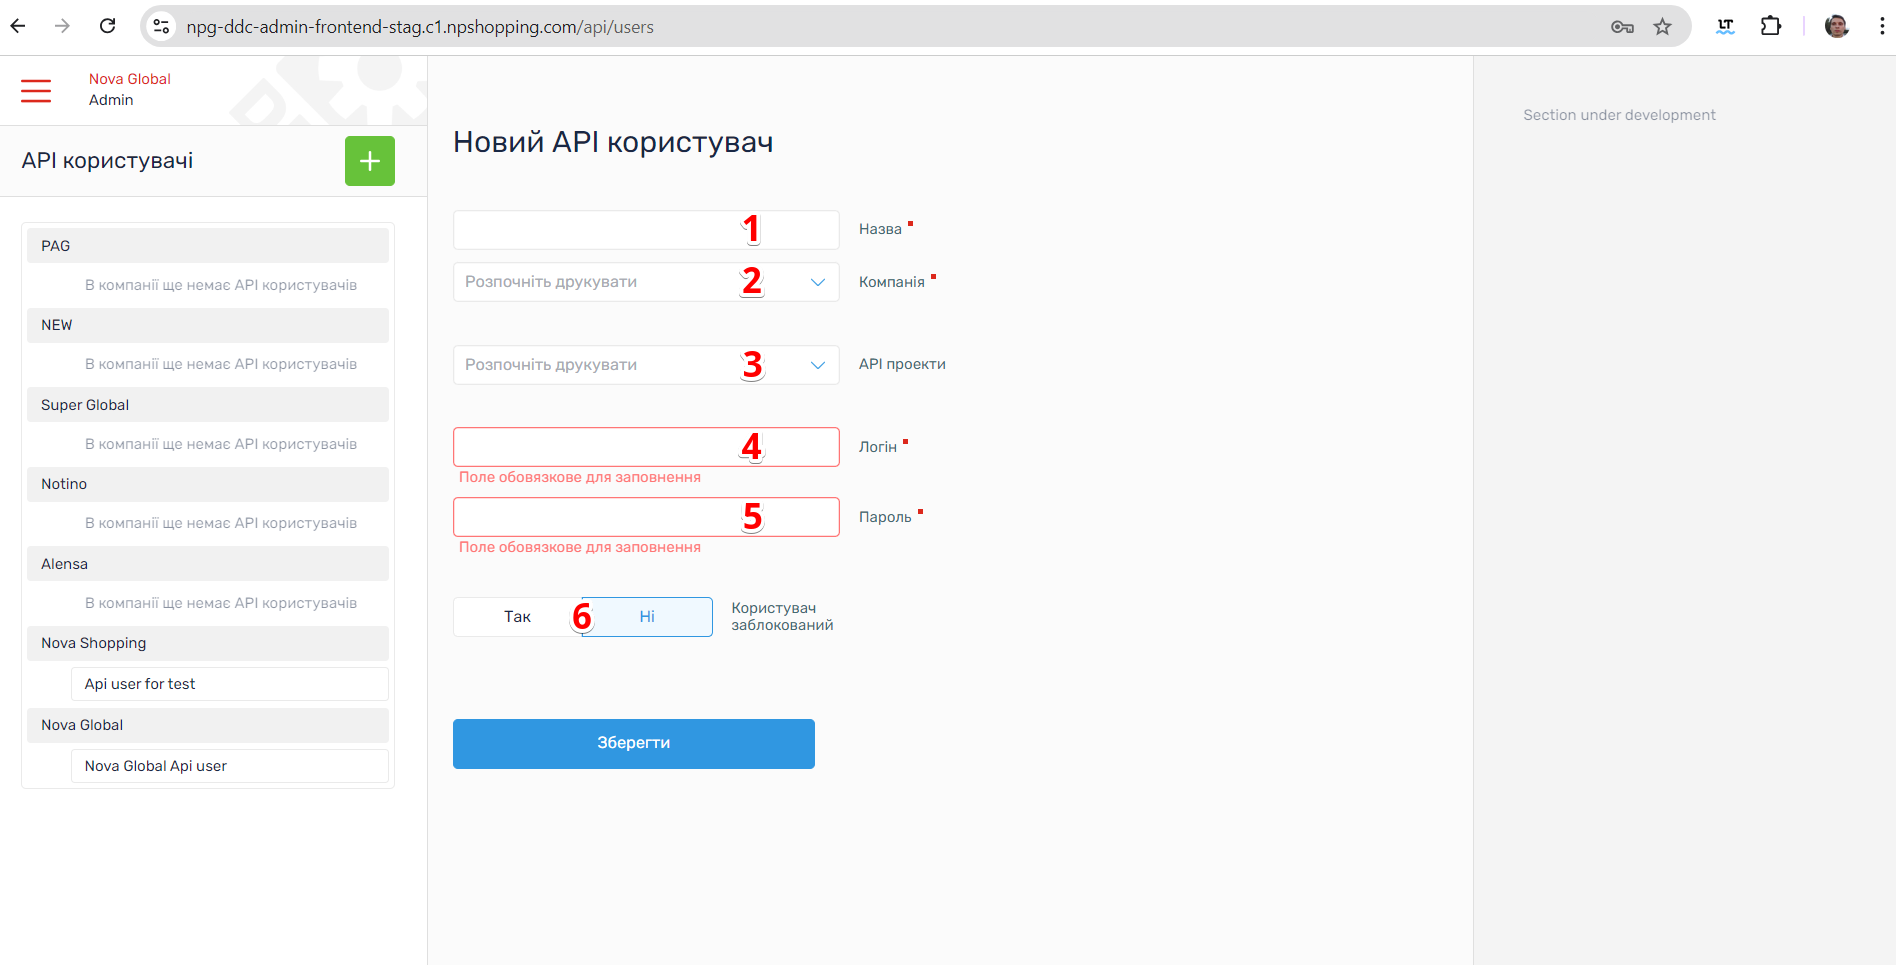 npg-ddc-admin-frontend-stag.c1.npshopping.com/api/users
LT
Nova Global
Admin
API користувачі
PAG
В компанії ще немає API користувачів
NEW
В компанії ще немає API користувачів
Super Global
В компанії ще немає API користувачів
Notino
В компанії ще немає API користувачів
Alensa
В компанії ще немає API користувачів
Nova Shopping
Api user for test
Nova Global
Nova Global Api user
Новий API користувач
1 Назва
Розпочніть друкувати 2 Компанія
Розпочніть друкувати 3 API проекти
4 Логін
Поле обовязкове для заповнення
5 Пароль
Поле обовязкове для заповнення
Так 6 Ні Користувач
заблокований
Зберегти
Section under development